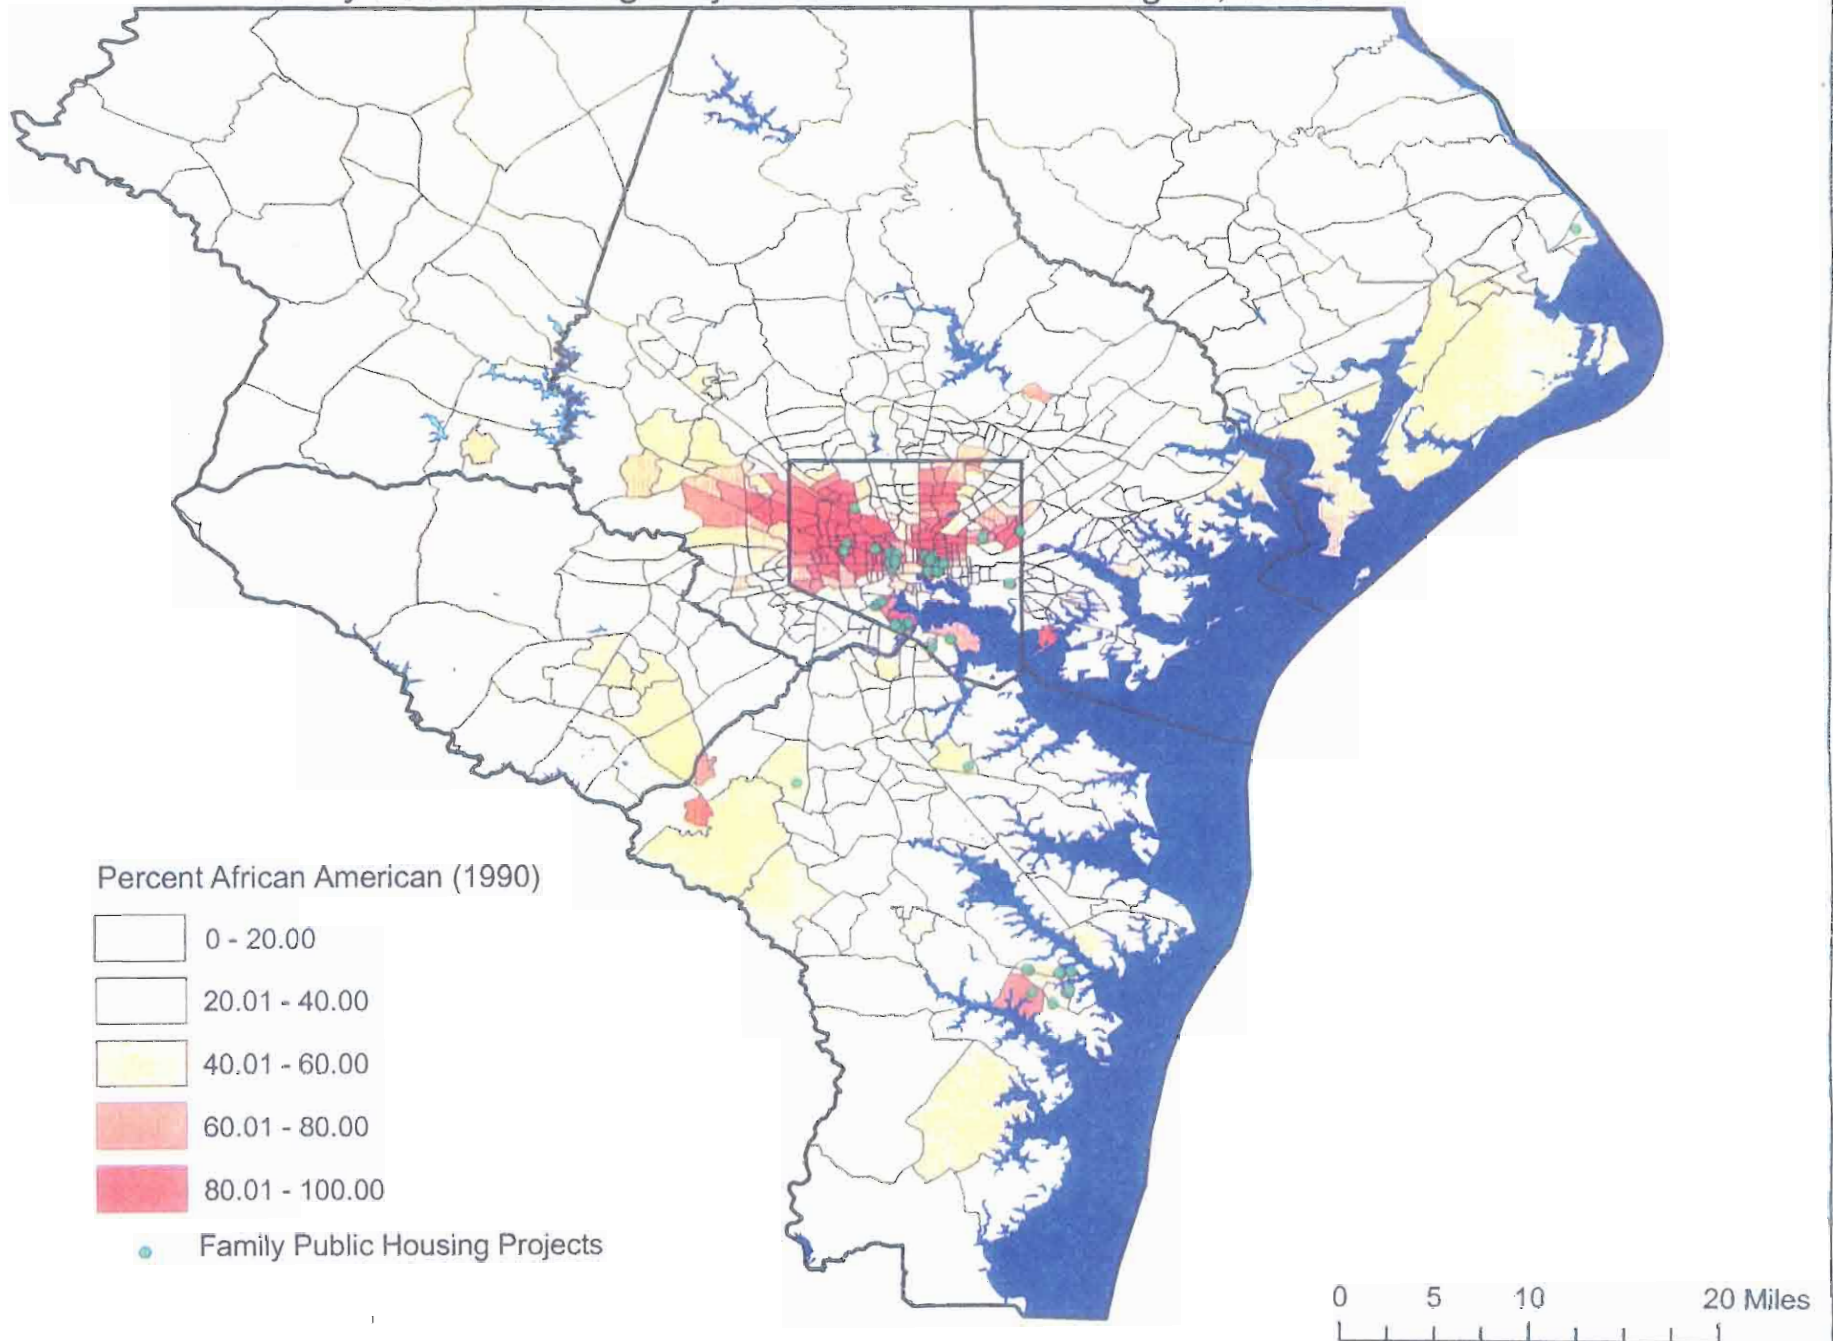 Percent African American (1990)
0 - 20.00
20.01 - 40.00
40.01 - 60.00
60.01 - 80.00
80.01 - 100.00
Family Public Housing Projects
0 5 10 20 Miles